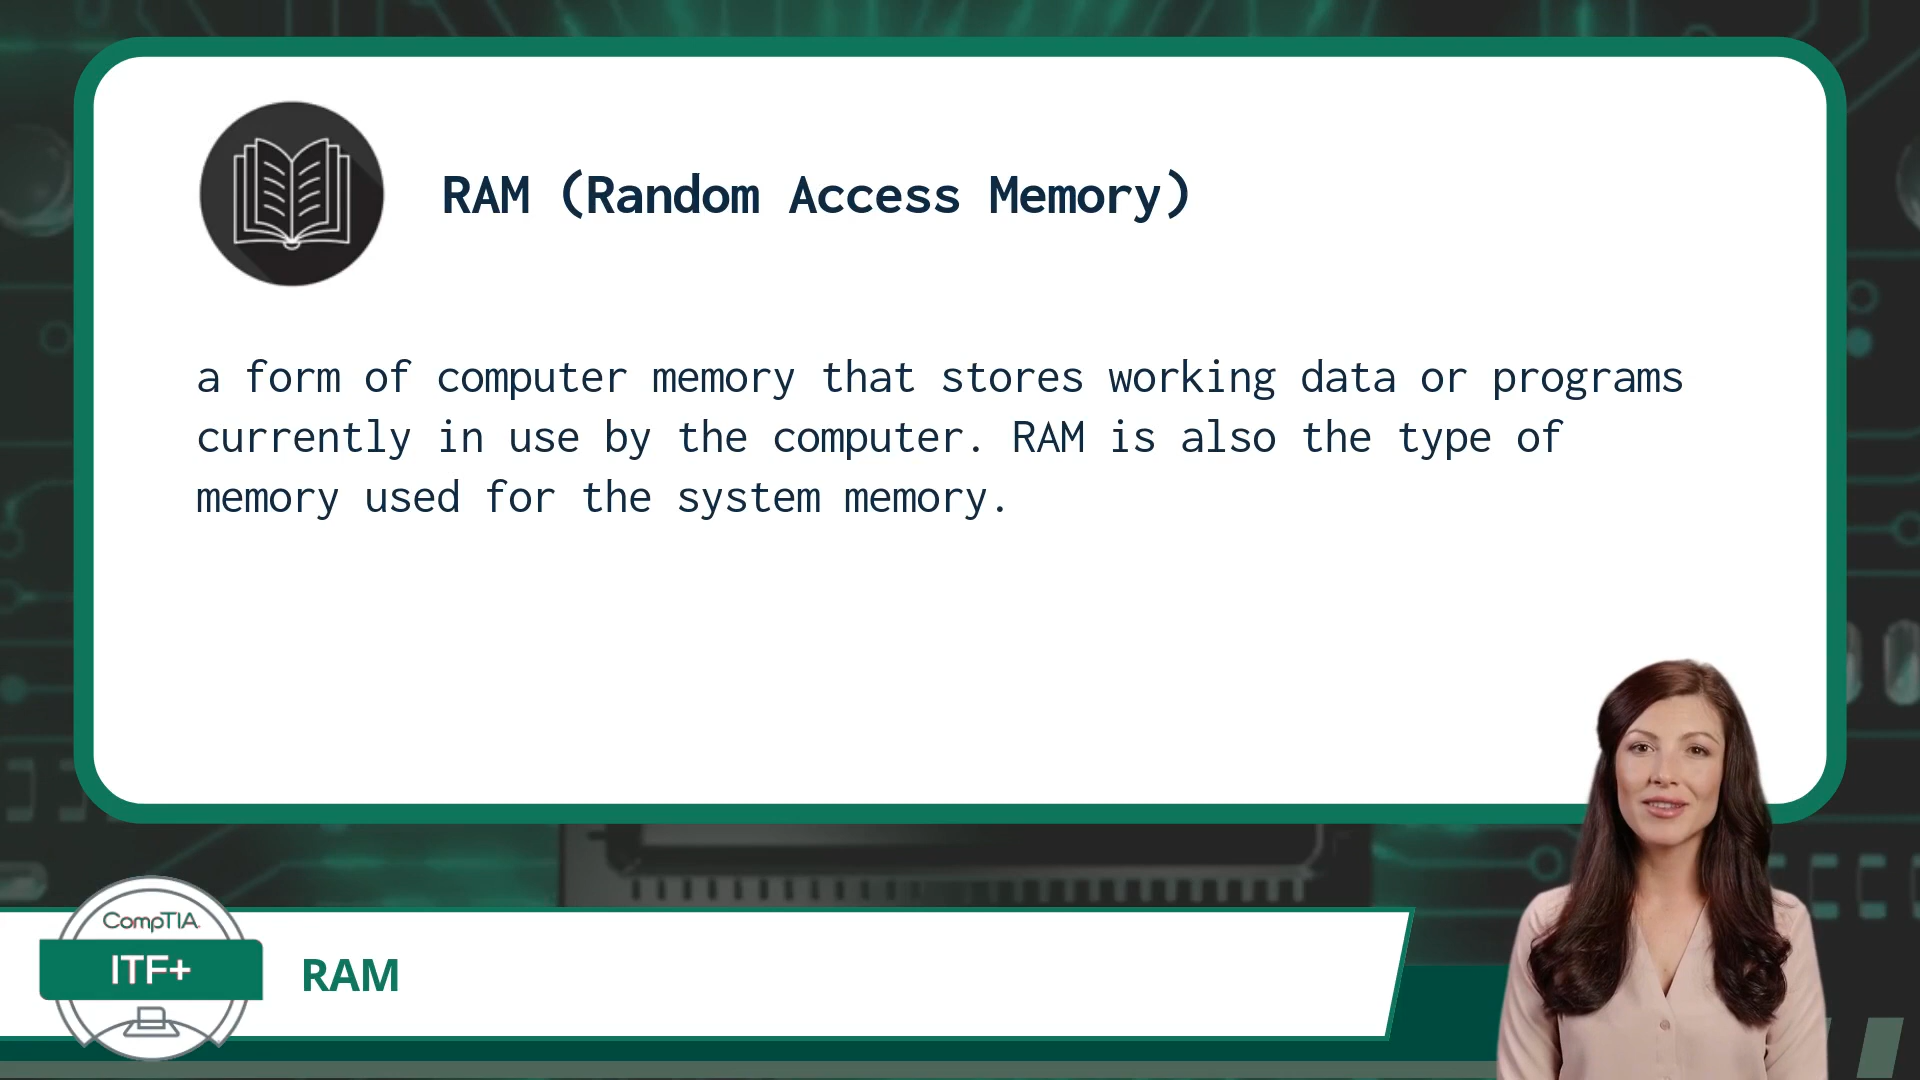 RAM (Random Access Memory)
a form of computer memory that stores working data or programs
currently in use by the computer. RAM is also the type of
memory used for the system memory.
CompTIA
ITF+
RAM